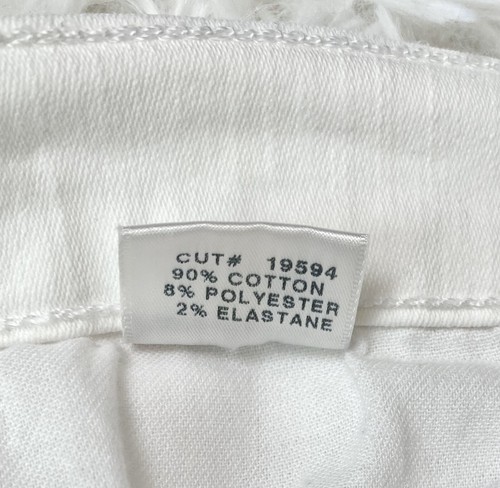 CUT# 19594
90% COTTON
8% POLYESTER
2% ELASTANE